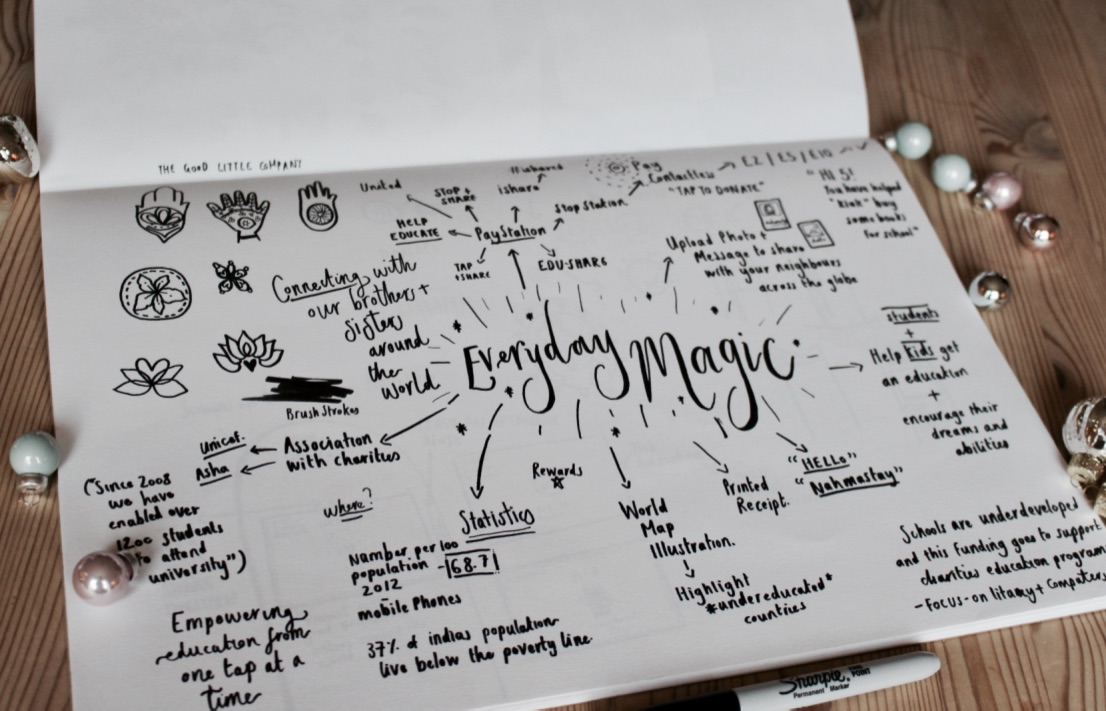 THE GOOD LITTLE COMPANY
United
STOP +
SHARE
ishare
HELP
EDUCATE
PayStation
Stop Station
TAP
+ SHARE
EDU-SHARE
Pay
Contactless
"TAP TO DONATE"
£2 | £5 | £10
"Hi S!
You have helped
"Rink" buy
some books
for school"
Upload Photo +
Message to share
with your neighbours
across the globe
Connecting with
our brothers +
sisters
around
the
world
Everyday Magic
students
+
Help kids get
an education
+
encourage their
dreams and
abilities
Brush Strokes
Association
with charities
Unicef.
Asha
("Since 2008
we have
enabled over
1200 students
to attend
university")
where?
Rewards
Statistics
Number per 100
population - 68.7
2012
mobile Phones
37% of indias population
live below the poverty line.
World
Map
Illustration.
Highlight
*undereducated*
counties
Printed
Receipt.
"HELLO"
"Nahmastay"
Schools are underdeveloped
and this funding goes to support
charities education program
- Focus - on litaracy + computers
Empowering
education from
one tap at a
time
Sharpie FINE
POINT
Permanent Marker